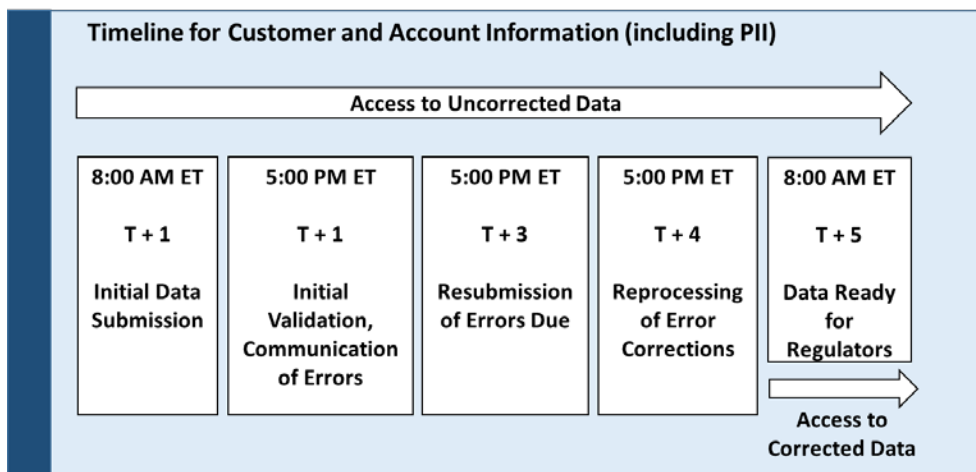 Timeline for Customer and Account Information (including PII)
Access to Uncorrected Data
8:00 AM ET
T + 1
Initial Data
Submission
5:00 PM ET
T + 1
Initial
Validation,
Communication
of Errors
5:00 PM ET
T + 3
Resubmission
of Errors Due
5:00 PM ET
T + 4
Reprocessing
of Error
Corrections
8:00 AM ET
T + 5
Data Ready
for
Regulators
Access to
Corrected Data